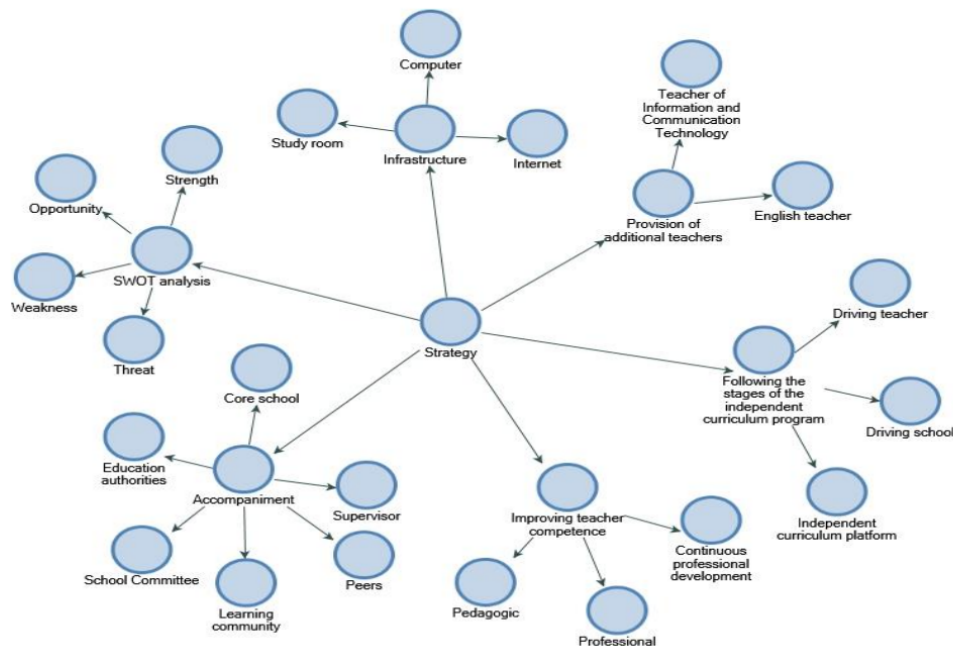 Computer
Study room
Infrastructure
Internet
Teacher of
Information and
Communication
Technology
Provision of
additional teachers
English teacher
Strength
Opportunity
SWOT analysis
Weakness
Threat
Strategy
Driving teacher
Following the
stages of the
independent
curriculum program
Driving school
Independent
curriculum platform
Core school
Education
authorities
Accompaniment
Supervisor
School Committee
Learning
community
Peers
Improving teacher
competence
Continuous
professional
development
Pedagogic
Professional